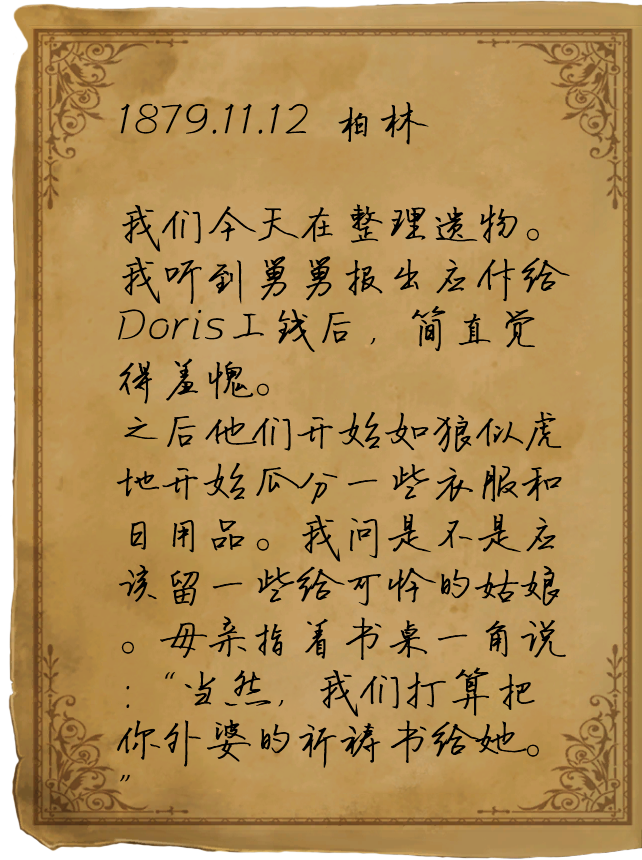 1879.11.12 柏林
我们今天在整理遗物。
我听到舅舅报出应付给
Doris工钱后，简直觉
得羞愧。
之后他们开始如狼似虎
地开始瓜分一些衣服和
日用品。我问是不是应
该留一些给可怜的姑娘
。母亲指着书桌一角说
：“当然，我们打算把
你外婆的祈祷书给她。
”